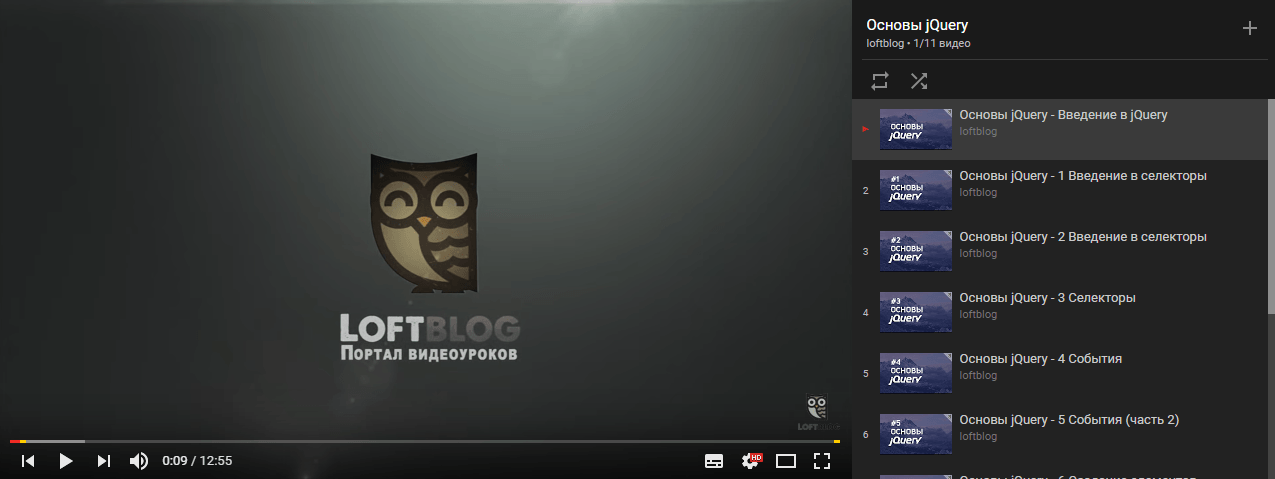 LOFTBLOG
Портал видеоуроков
LOFTBLOG
0:09 / 12:55
HD
Основы jQuery
loftblog • 1/11 видео
ОСНОВЫ
jQuery
Основы jQuery - Введение в jQuery
loftblog
2
#1
ОСНОВЫ
jQuery
Основы jQuery - 1 Введение в селекторы
loftblog
3
#2
ОСНОВЫ
jQuery
Основы jQuery - 2 Введение в селекторы
loftblog
4
#3
ОСНОВЫ
jQuery
Основы jQuery - 3 Селекторы
loftblog
5
#4
ОСНОВЫ
jQuery
Основы jQuery - 4 События
loftblog
6
#5
ОСНОВЫ
jQuery
Основы jQuery - 5 События (часть 2)
loftblog